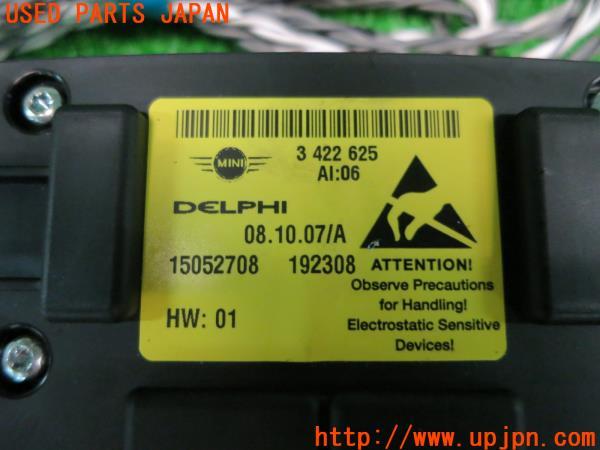 USED PARTS JAPAN
MINI
3 422 625
AI:06
DELPHI
08.10.07/A
15052708 192308
ATTENTION!
Observe Precautions
for Handling!
Electrostatic Sensitive
Devices!
HW: 01
http://www.upjpn.com